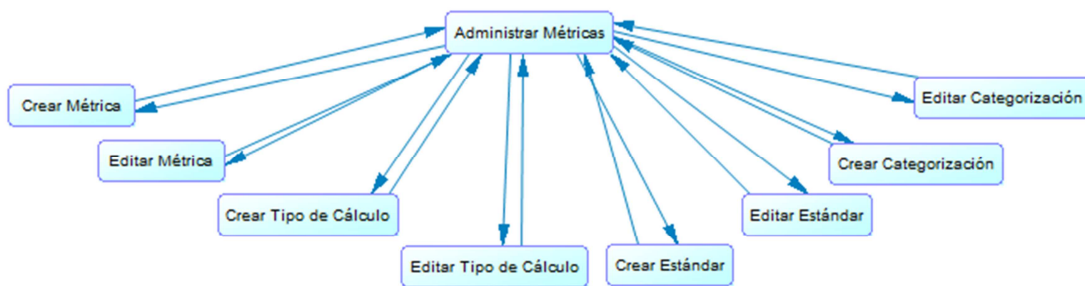 Administrar Métricas
Crear Métrica
Editar Categorización
Editar Métrica
Crear Categorización
Crear Tipo de Cálculo
Editar Estándar
Editar Tipo de Cálculo
Crear Estándar